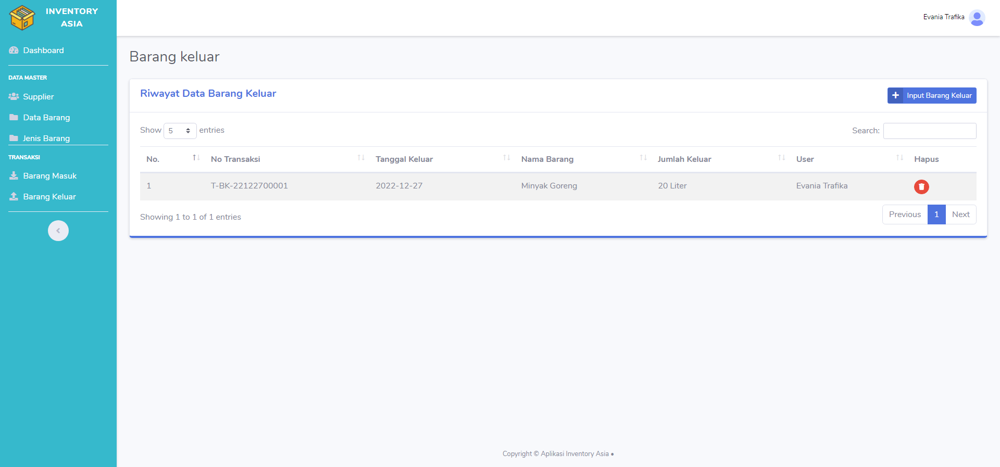 INVENTORY
ASIA
Evania Trafika
Dashboard
DATA MASTER
Supplier
Data Barang
Jenis Barang
TRANSAKSI
Barang Masuk
Barang Keluar
Barang keluar
Riwayat Data Barang Keluar
Input Barang Keluar
Show 5 entries
Search:
No. No Transaksi Tanggal Keluar Nama Barang Jumlah Keluar User Hapus
1 T-BK-22122700001 2022-12-27 Minyak Goreng 20 Liter Evania Trafika
Showing 1 to 1 of 1 entries
Previous 1 Next
Copyright © Aplikasi Inventory Asia •